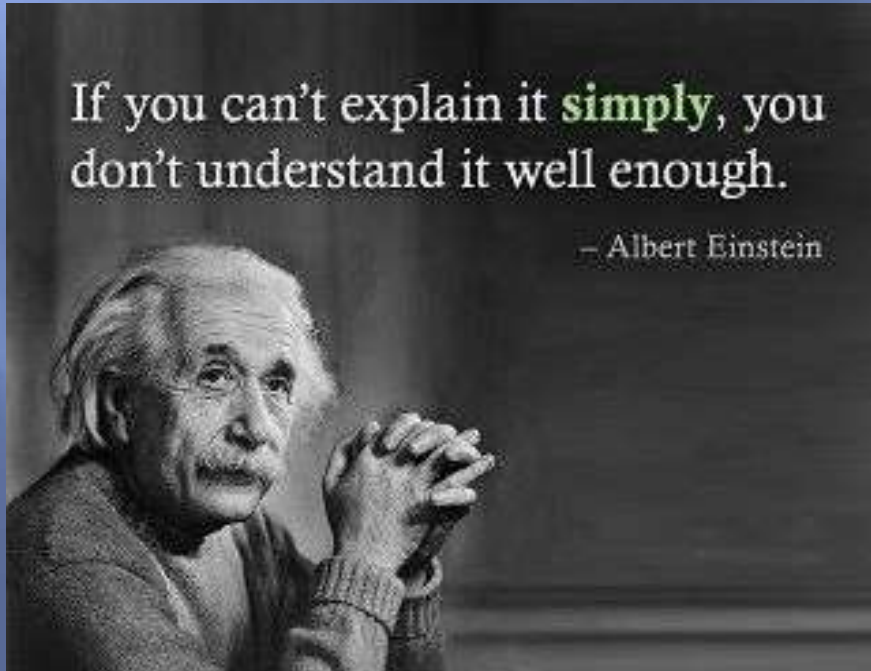 If you can't explain it simply, you
don't understand it well enough.
– Albert Einstein